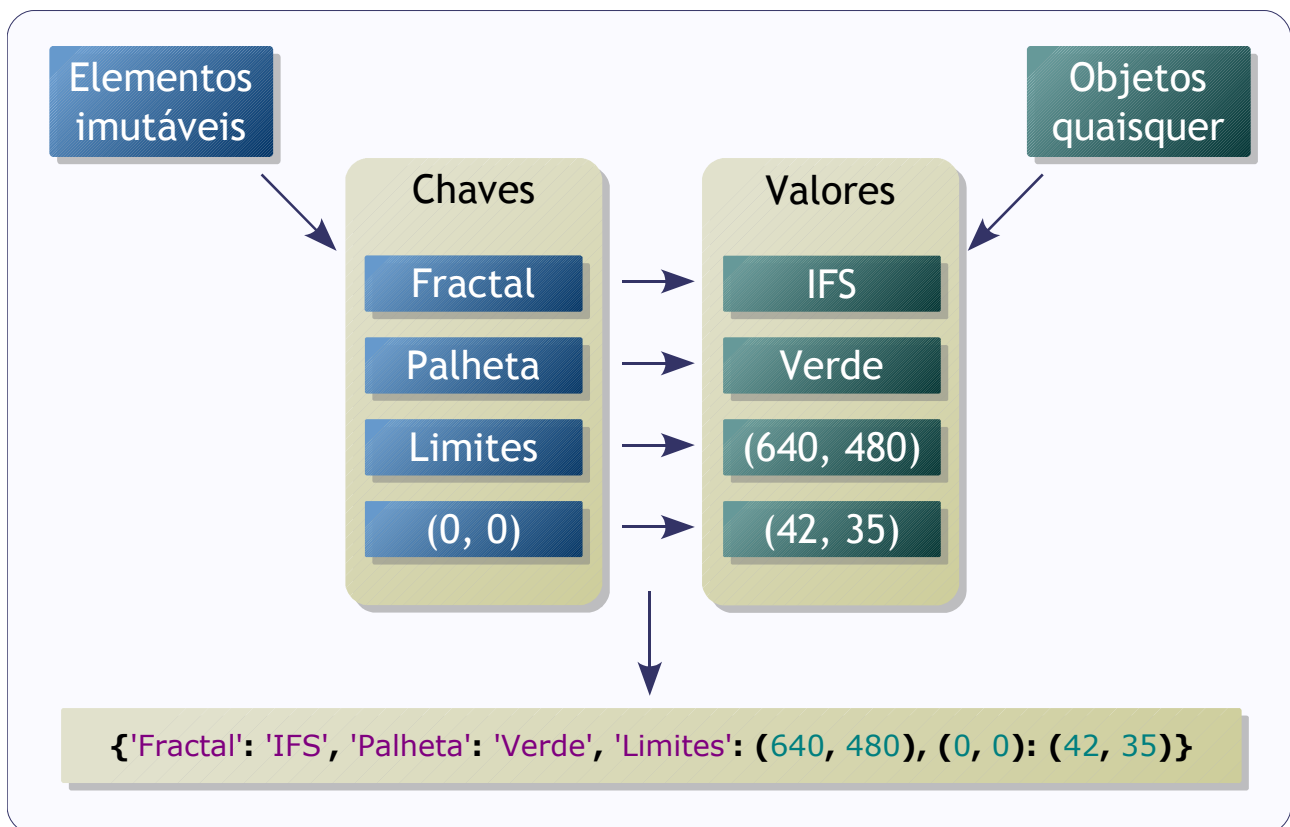 Elementos
imutáveis
Objetos
quaisquer
Chaves
Valores
Fractal
IFS
Palheta
Verde
Limites
(640, 480)
(0, 0)
(42, 35)
{'Fractal': 'IFS', 'Palheta': 'Verde', 'Limites': (640, 480), (0, 0): (42, 35)}